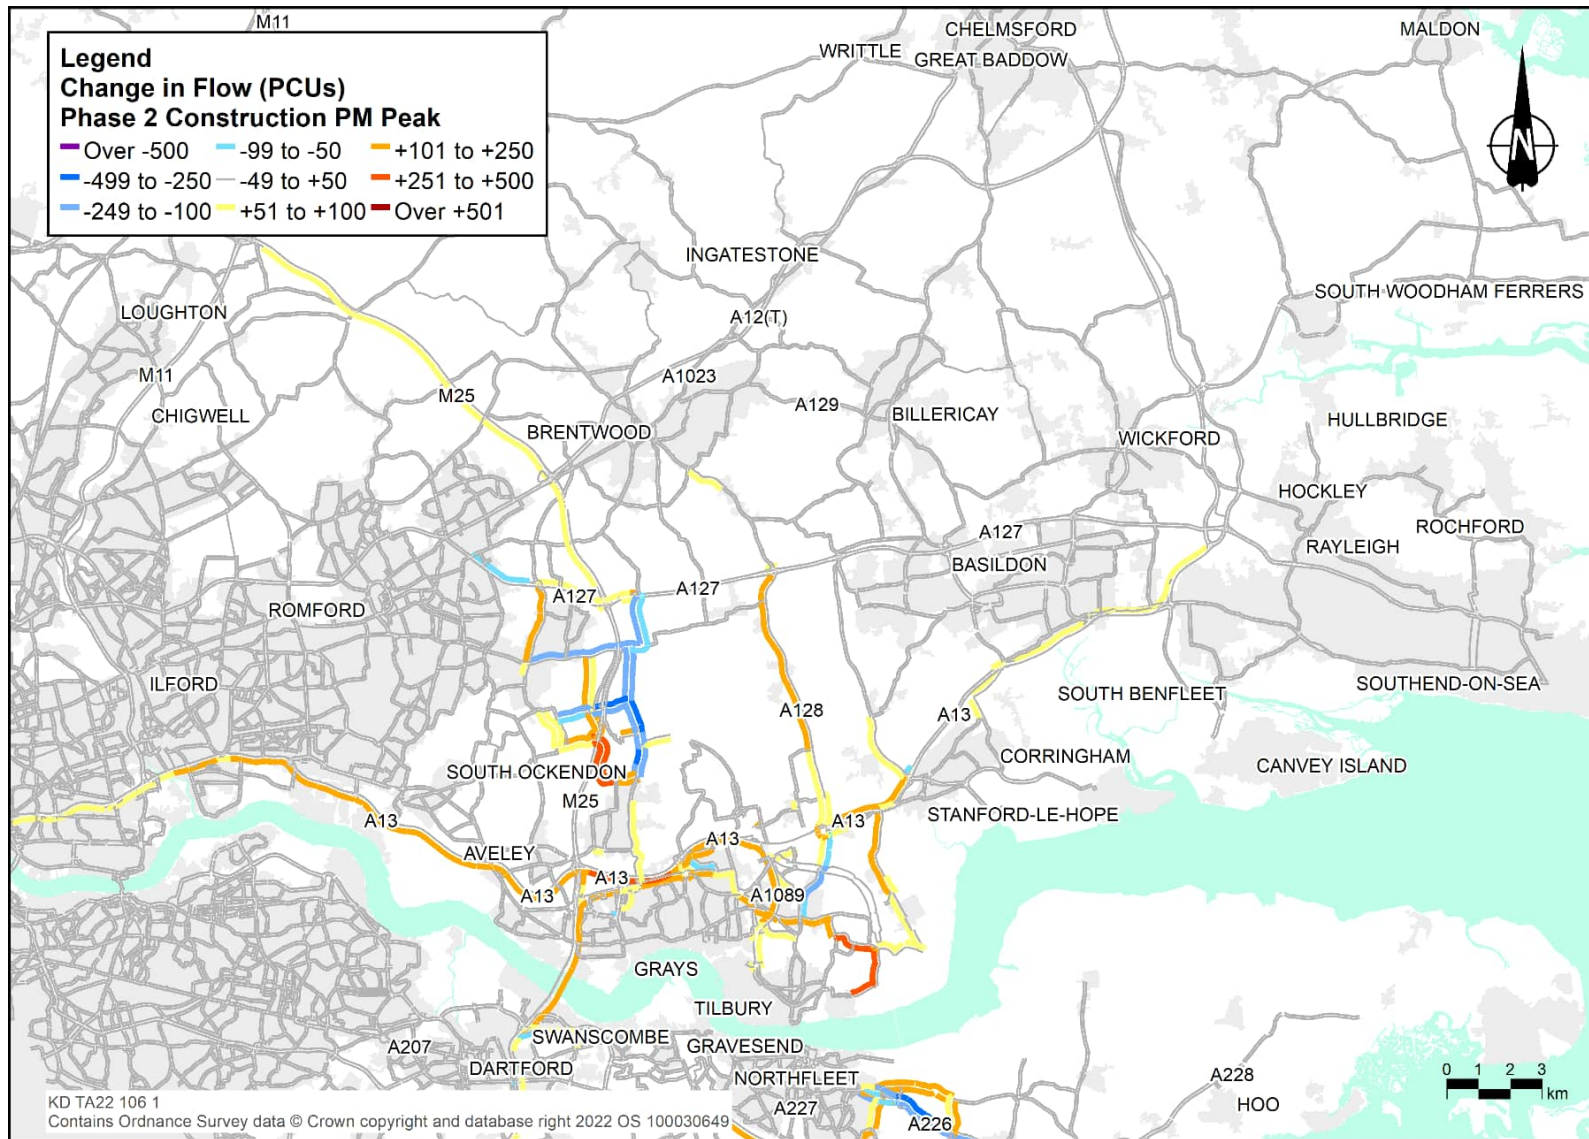 M11
Legend
Change in Flow (PCUs)
Phase 2 Construction PM Peak
Over -500 -99 to -50 +101 to +250
-499 to -250 -49 to +50 +251 to +500
-249 to -100 +51 to +100 Over +501
CHELMSFORD
MALDON
WRITTLE
GREAT BADDOW
N
INGATESTONE
SOUTH WOODHAM FERRERS
LOUGHTON
A12(T)
M11
A1023
M25
A129
CHIGWELL
BILLERICAY
HULLBRIDGE
BRENTWOOD
WICKFORD
HOCKLEY
ROCHFORD
A127
RAYLEIGH
BASILDON
A127
A127
ROMFORD
ILFORD
SOUTHEND-ON-SEA
SOUTH BENFLEET
A128
A13
CORRINGHAM
CANVEY ISLAND
SOUTH OCKENDON
M25
STANFORD-LE-HOPE
A13
A13
A13
AVELEY
A13
A13
A1089
GRAYS
TILBURY
SWANSCOMBE
A207
GRAVESEND
DARTFORD
NORTHFLEET
A228
A227
HOO
A226
0 1 2 3
km
KD TA22 106 1
Contains Ordnance Survey data © Crown copyright and database right 2022 OS 100030649